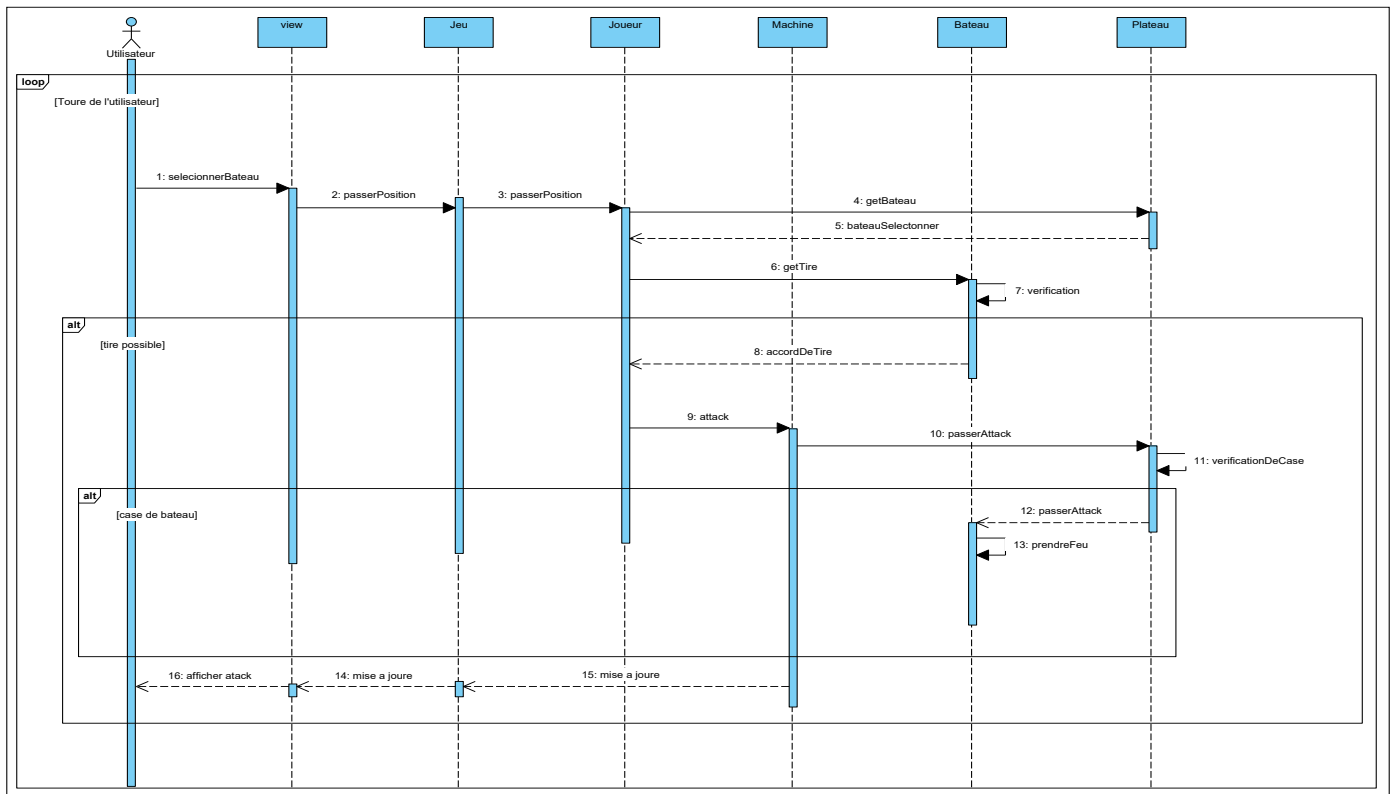 view
Jeu
Joueur
Machine
Bateau
Plateau
Utilisateur
loop
[Toure de l'utilisateur]
1: selecionnerBateau
2: passerPosition
3: passerPosition
4: getBateau
5: bateauSelectonner
6: getTire
7: verification
alt
[tire possible]
8: accordDeTire
9: attack
10: passerAttack
11: verificationDeCase
alt
[case de bateau]
12: passerAttack
13: prendreFeu
16: afficher atack
14: mise a joure
15: mise a joure